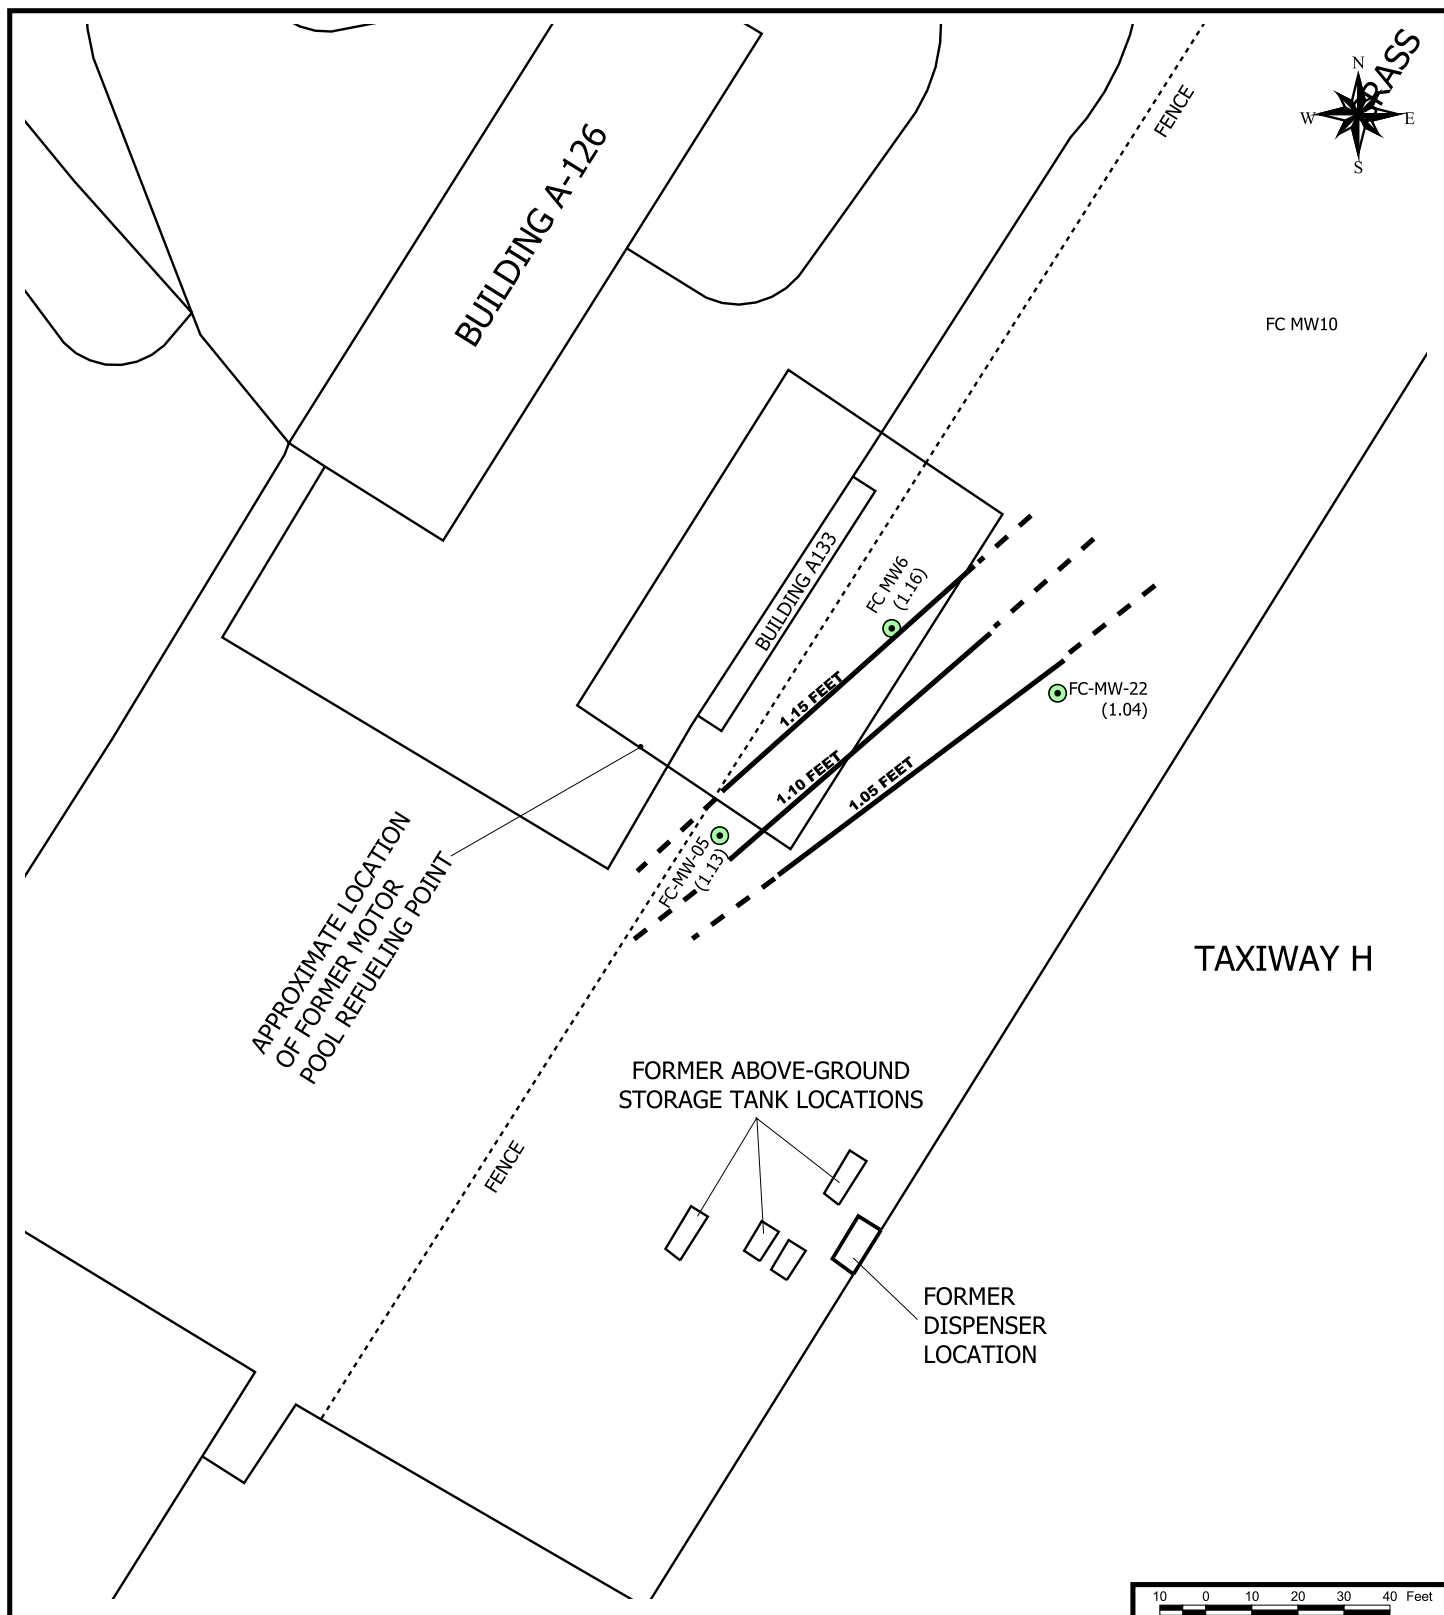 GRASS
N
W
E
S
FENCE
BUILDING A-126
FC MW10
BUILDING A133
FC MW6
(1.16)
1.15 FEET
FC-MW-22
(1.04)
1.10 FEET
1.05 FEET
FC-MW-05
(1.13)
APPROXIMATE LOCATION
OF FORMER MOTOR
POOL REFUELING POINT
TAXIWAY H
FORMER ABOVE-GROUND
STORAGE TANK LOCATIONS
FENCE
FORMER
DISPENSER
LOCATION
10 0 10 20 30 40 Feet